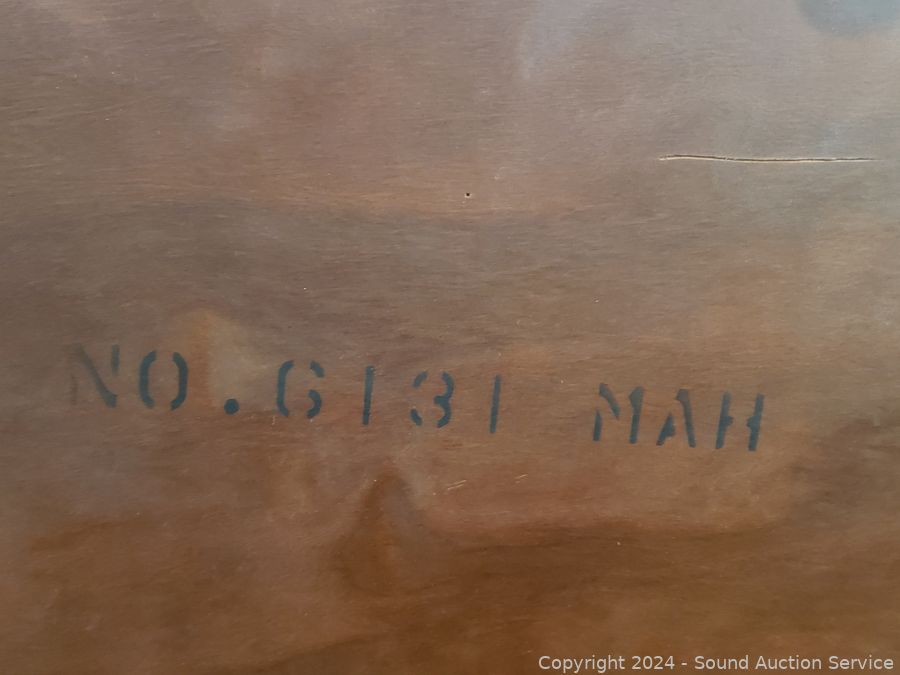 NO.6131 MAH
Copyright 2024 - Sound Auction Service